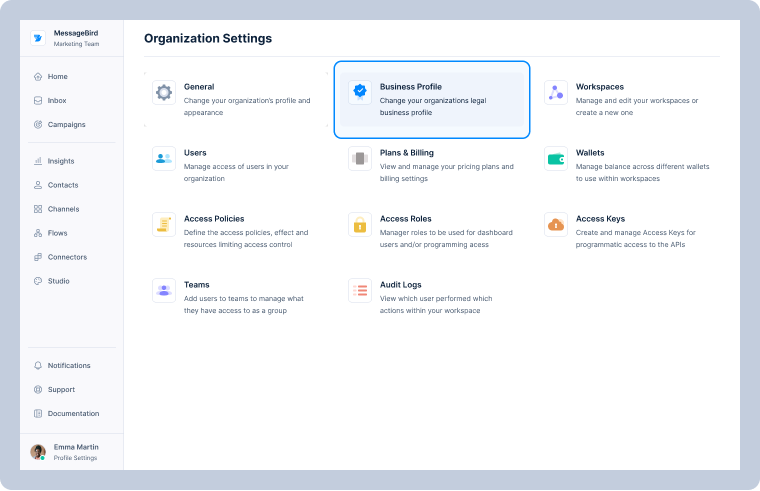 MessageBird
Marketing Team
Home
Inbox
Campaigns
Insights
Contacts
Channels
Flows
Connectors
Studio
Notifications
Support
Documentation
Emma Martin
Profile Settings
Organization Settings
General
Change your organization's profile and
appearance
Business Profile
Change your organizations legal
business profile
Workspaces
Manage and edit your workspaces or
create a new one
Users
Manage access of users in your
organization
Plans & Billing
View and manage your pricing plans and
billing settings
Wallets
Manage balance across different wallets
to use within workspaces
Access Policies
Define the access policies, effect and
resources limiting access control
Access Roles
Manager roles to be used for dashboard
users and/or programming acess
Access Keys
Create and manage Access Keys for
programmatic access to the APIs
Teams
Add users to teams to manage what
they have access to as a group
Audit Logs
View which user performed which
actions within your workspace